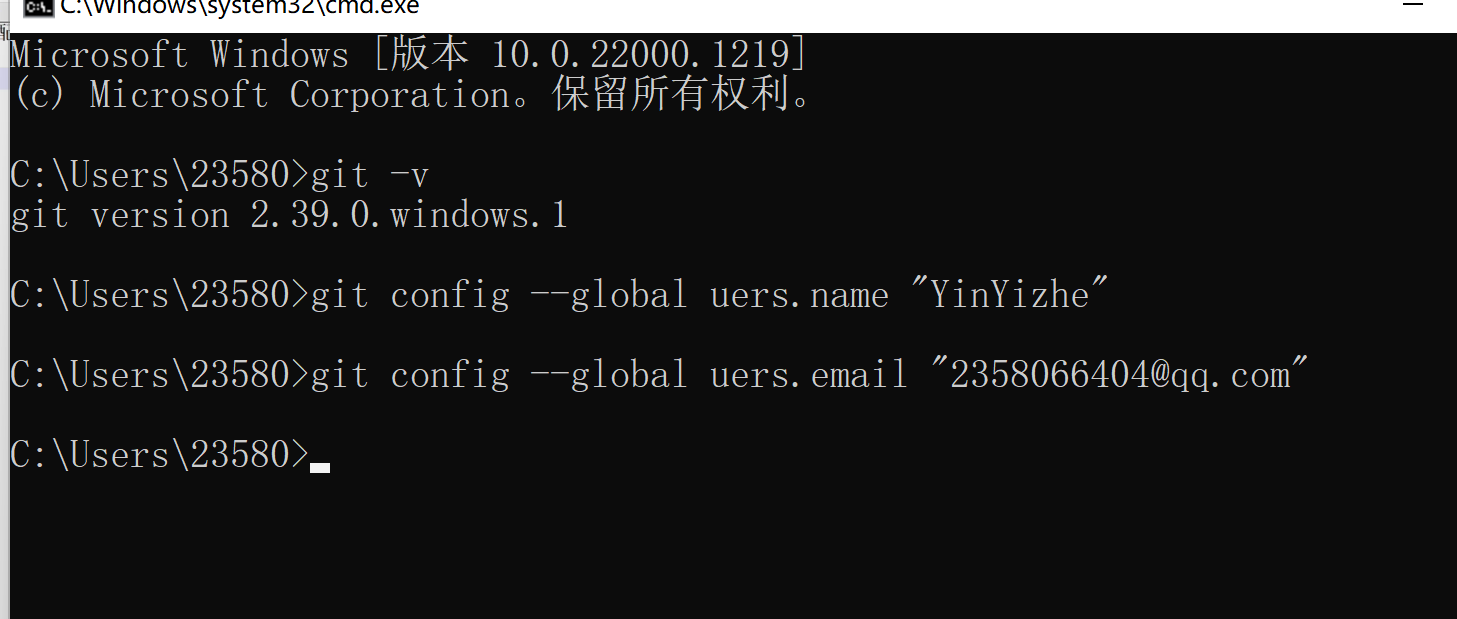 C:\Windows\system32\cmd.exe
Microsoft Windows [版本 10.0.22000.1219]
(c) Microsoft Corporation。保留所有权利。
C:\Users\23580>git -v
git version 2.39.0.windows.1
C:\Users\23580>git config --global uers.name "YinYizhe"
C:\Users\23580>git config --global uers.email "2358066404@qq.com"
C:\Users\23580>